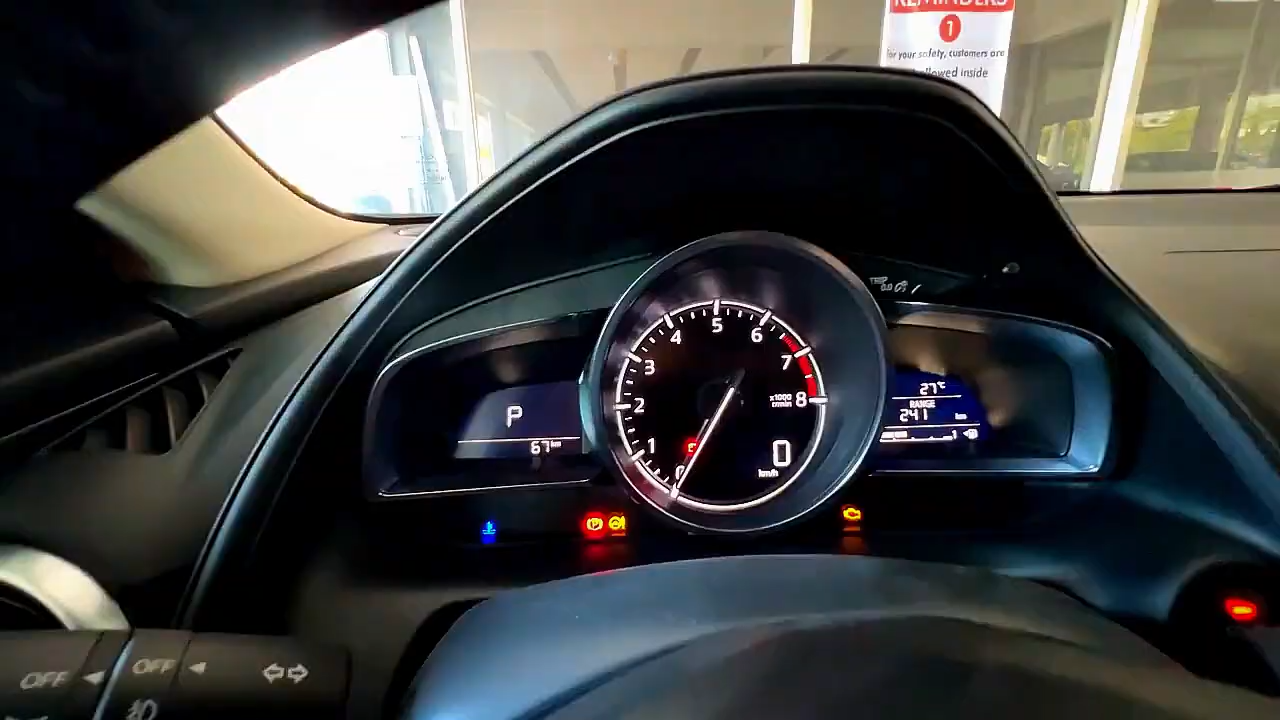 REMINDERS
1
for your safety, customers are
allowed inside
4
5
6
3
7
2
x1000
r/min
8
1
0
0
km/h
P
67 km
27°C
RANGE
241 km
1
OFF
OFF